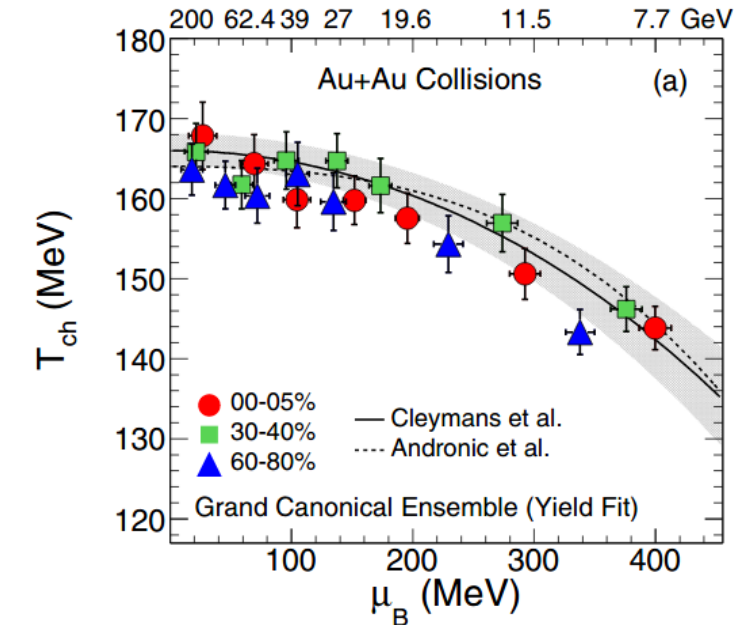 200 62.4 39 27 19.6 11.5 7.7 GeV
180
Au+Au Collisions (a)
170
160
150
140
130
120
T_ch (MeV)
00-05%
30-40%
60-80%
Cleymans et al.
Andronic et al.
Grand Canonical Ensemble (Yield Fit)
100 200 300 400
μ_B (MeV)